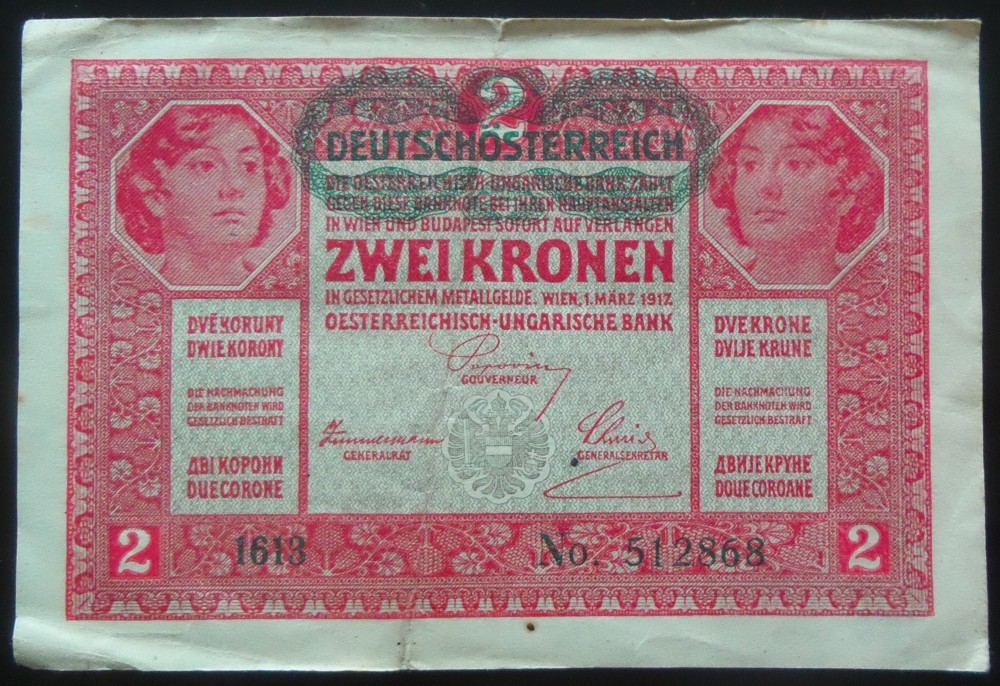 2
DEUTSCHÖSTERREICH
DIE OESTERREICHISCH-UNGARISCHE BANK ZAHLT
GEGEN DIESE BANKNOTE BEI IHREN HAUPTANSTALTEN
IN WIEN UND BUDAPEST SOFORT AUF VERLANGEN
ZWEI KRONEN
IN GESETZLICHEM METALLGELDE. WIEN, 1. MÄRZ 1917.
OESTERREICHISCH-UNGARISCHE BANK
Popovics
GOUVERNEUR
Zimmermann
GENERALRAT
GENERALSEKRETÄR
DVĚ KORUNY
DWIE KORONY
DIE NACHMACHUNG
DER BANKNOTEN WIRD
GESETZLICH BESTRAFT
ДВІ КОРОНИ
DUE CORONE
DVE KRONE
DVIJE KRUNE
DIE NACHMACHUNG
DER BANKNOTEN WIRD
GESETZLICH BESTRAFT
ДВИЈЕ КРУНЕ
DOUE COROANE
2
1613
No. 512868
2